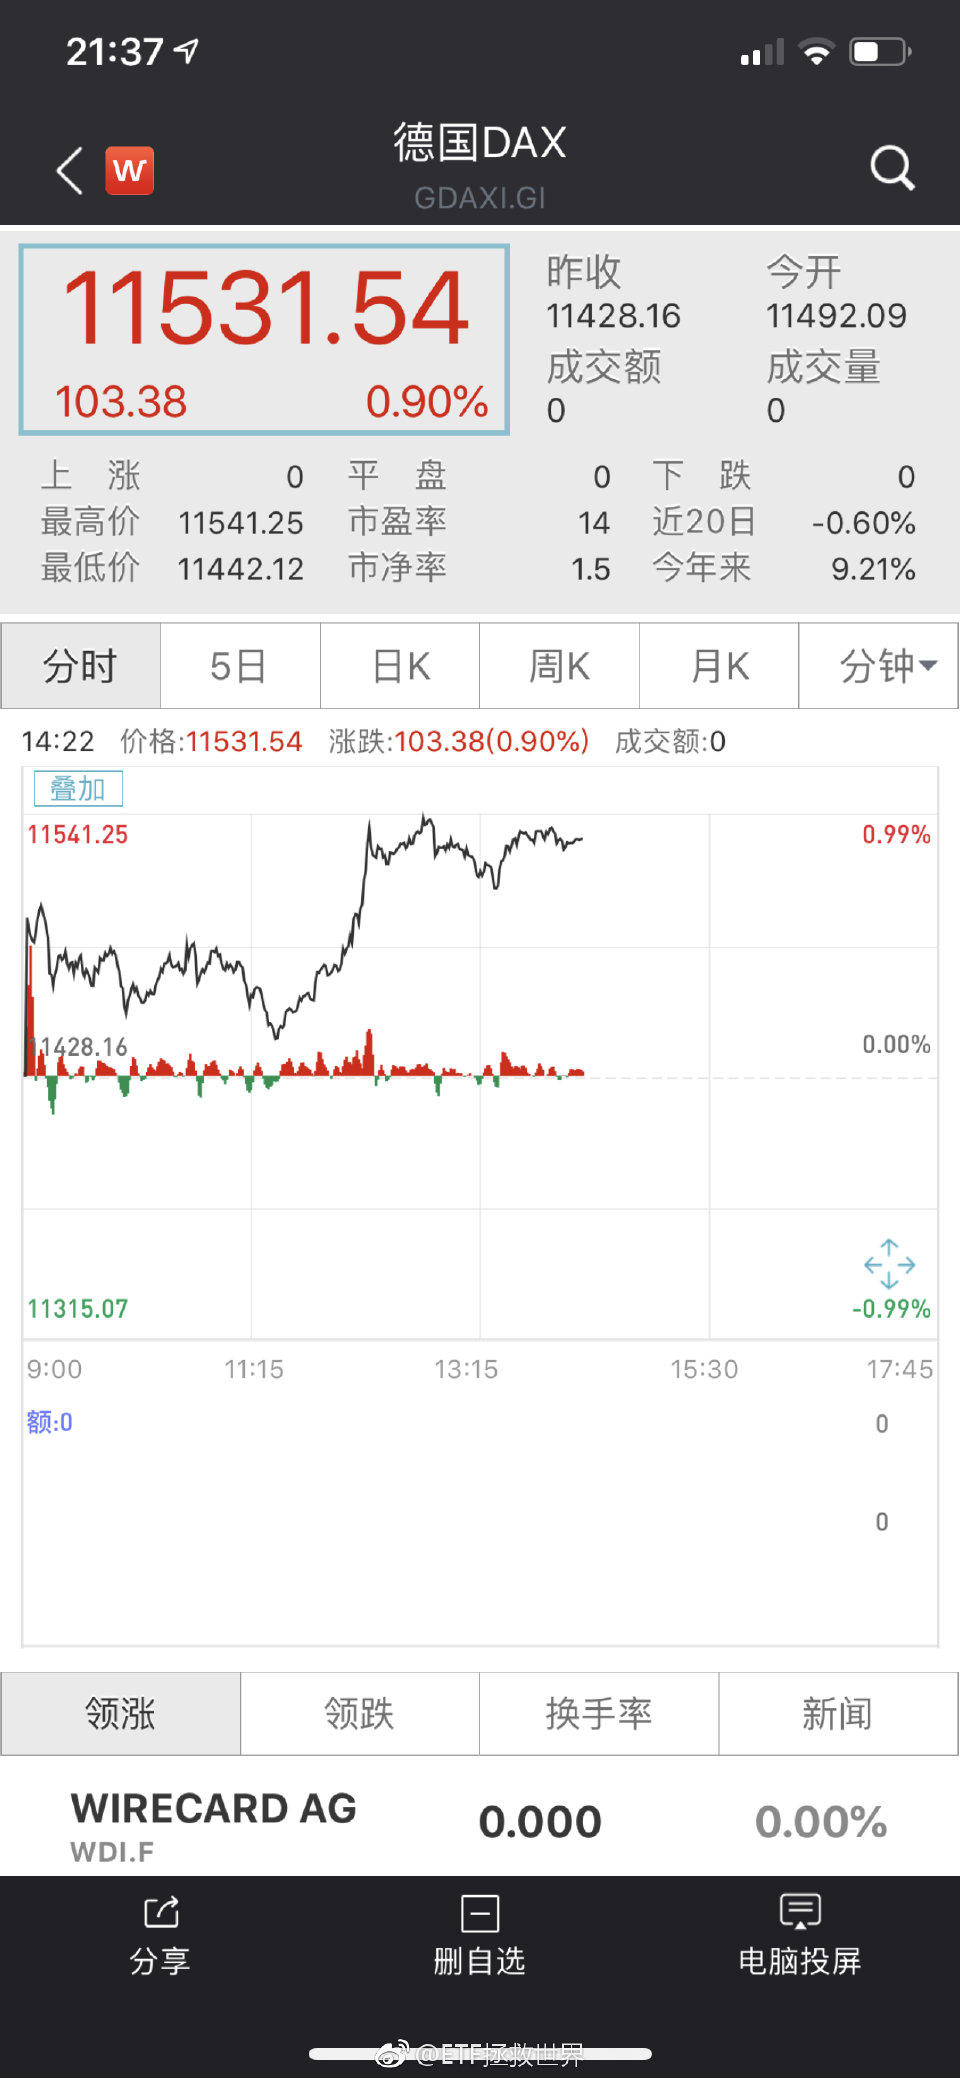 21:37
W
德国DAX
GDAXI.GI
11531.54
103.38 0.90%
昨收 今开
11428.16 11492.09
成交额 成交量
0 0
上 涨 0 平 盘 0 下 跌 0
最高价 11541.25 市盈率 14 近20日 -0.60%
最低价 11442.12 市净率 1.5 今年来 9.21%
分时 5日 日K 周K 月K 分钟
14:22 价格:11531.54 涨跌:103.38(0.90%) 成交额:0
叠加
11541.25 0.99%
11428.16 0.00%
11315.07 -0.99%
9:00 11:15 13:15 15:30 17:45
额:0 0
0
领涨 领跌 换手率 新闻
WIRECARD AG 0.000 0.00%
WDI.F
分享 删自选 电脑投屏
@ETF拯救世界